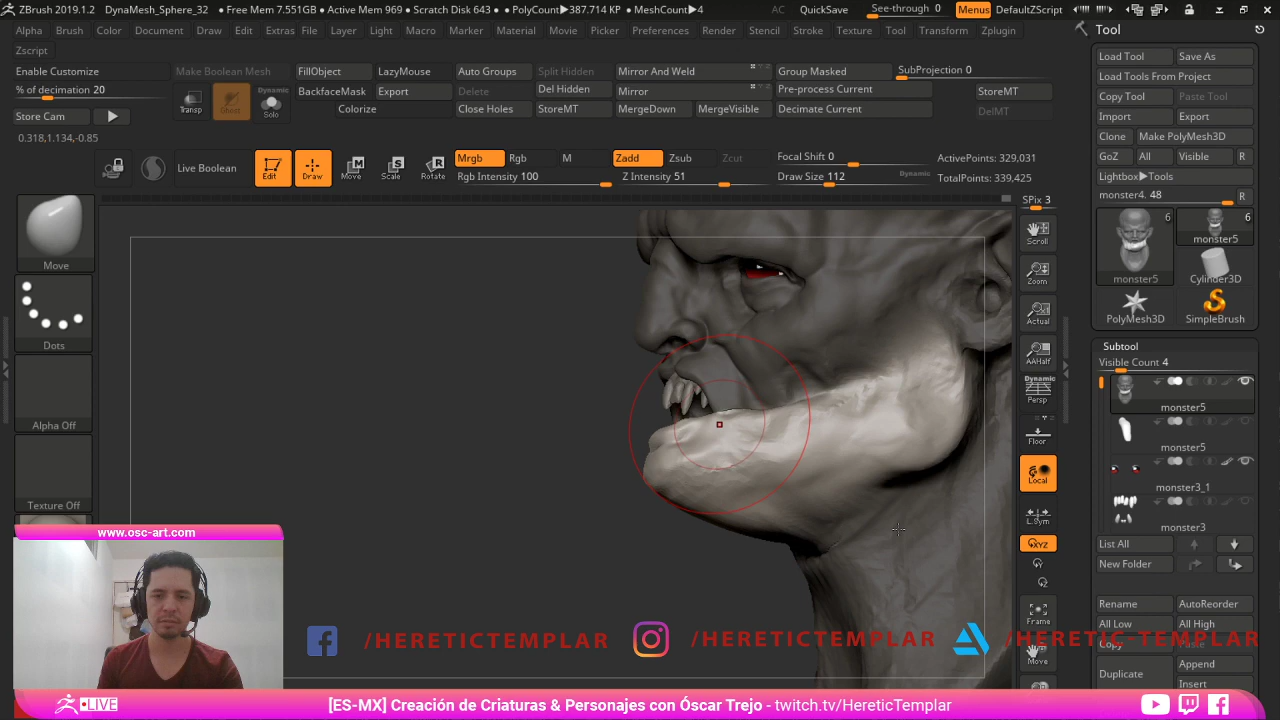 ZBrush 2019.1.2 DynaMesh_Sphere_32 • Free Mem 7.551GB • Active Mem 969 • Scratch Disk 643 • PolyCount▶387.714 KP • MeshCount▶4 AC QuickSave See-through 0 Menus DefaultZScript
Alpha Brush Color Document Draw Edit Extras File Layer Light Macro Marker Material Movie Picker Preferences Render Stencil Stroke Texture Tool Transform Zplugin
Zscript
Enable Customize Make Boolean Mesh FillObject LazyMouse Auto Groups Split Hidden Mirror And Weld Group Masked SubProjection 0
% of decimation 20 Transp Ghost Dynamic Solo BackfaceMask Export Delete Del Hidden Mirror Pre-process Current StoreMT
Store Cam Colorize Close Holes StoreMT MergeDown MergeVisible Decimate Current DelMT
0.318,1.134,-0.85
Live Boolean Edit Draw Move Scale Rotate Mrgb Rgb M Zadd Zsub Zcut Focal Shift 0 ActivePoints: 329,031
Rgb Intensity 100 Z Intensity 51 Draw Size 112 Dynamic TotalPoints: 339,425
Move
Dots
Alpha Off
Texture Off
SPix 3
Scroll
Zoom
Actual
AAHalf
Dynamic
Persp
Floor
Local
L.Sym
XYZ
Frame
Move
Tool
Load Tool Save As
Load Tools From Project
Copy Tool Paste Tool
Import Export
Clone Make PolyMesh3D
GoZ All Visible R
Lightbox▶Tools
monster4. 48 R
6 6
monster5
monster5 Cylinder3D
PolyMesh3D SimpleBrush
Subtool
Visible Count 4
monster5
monster5
monster3_1
monster3
List All
New Folder
Rename AutoReorder
All Low All High
Copy Paste
Duplicate Append
Insert
www.osc-art.com
/HERETICTEMPLAR /HERETICTEMPLAR /HERETIC_TEMPLAR
LIVE [ES-MX] Creación de Criaturas & Personajes con Óscar Trejo - twitch.tv/HereticTemplar